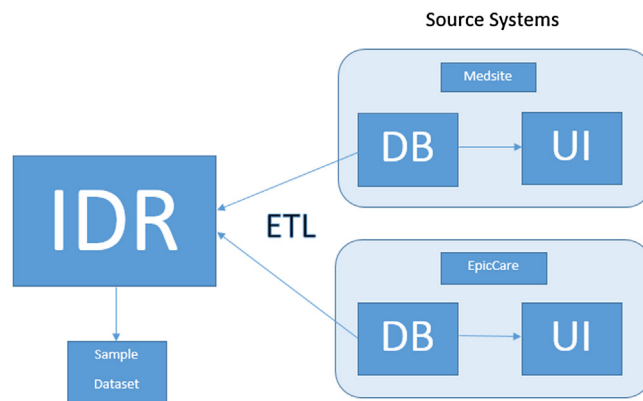 Source Systems
Medsite
DB
UI
IDR
ETL
EpicCare
DB
UI
Sample
Dataset